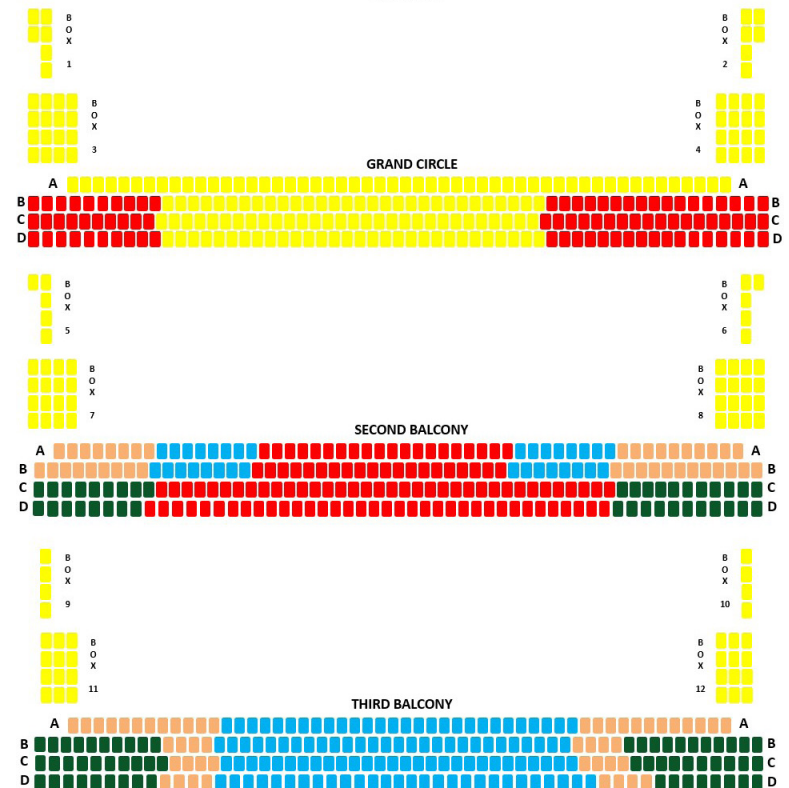 BOX 1
BOX 2
BOX 3
BOX 4
GRAND CIRCLE
A A
B B
C C
D D
BOX 5
BOX 6
BOX 7
BOX 8
SECOND BALCONY
A A
B B
C C
D D
BOX 9
BOX 10
BOX 11
BOX 12
THIRD BALCONY
A A
B B
C C
D D